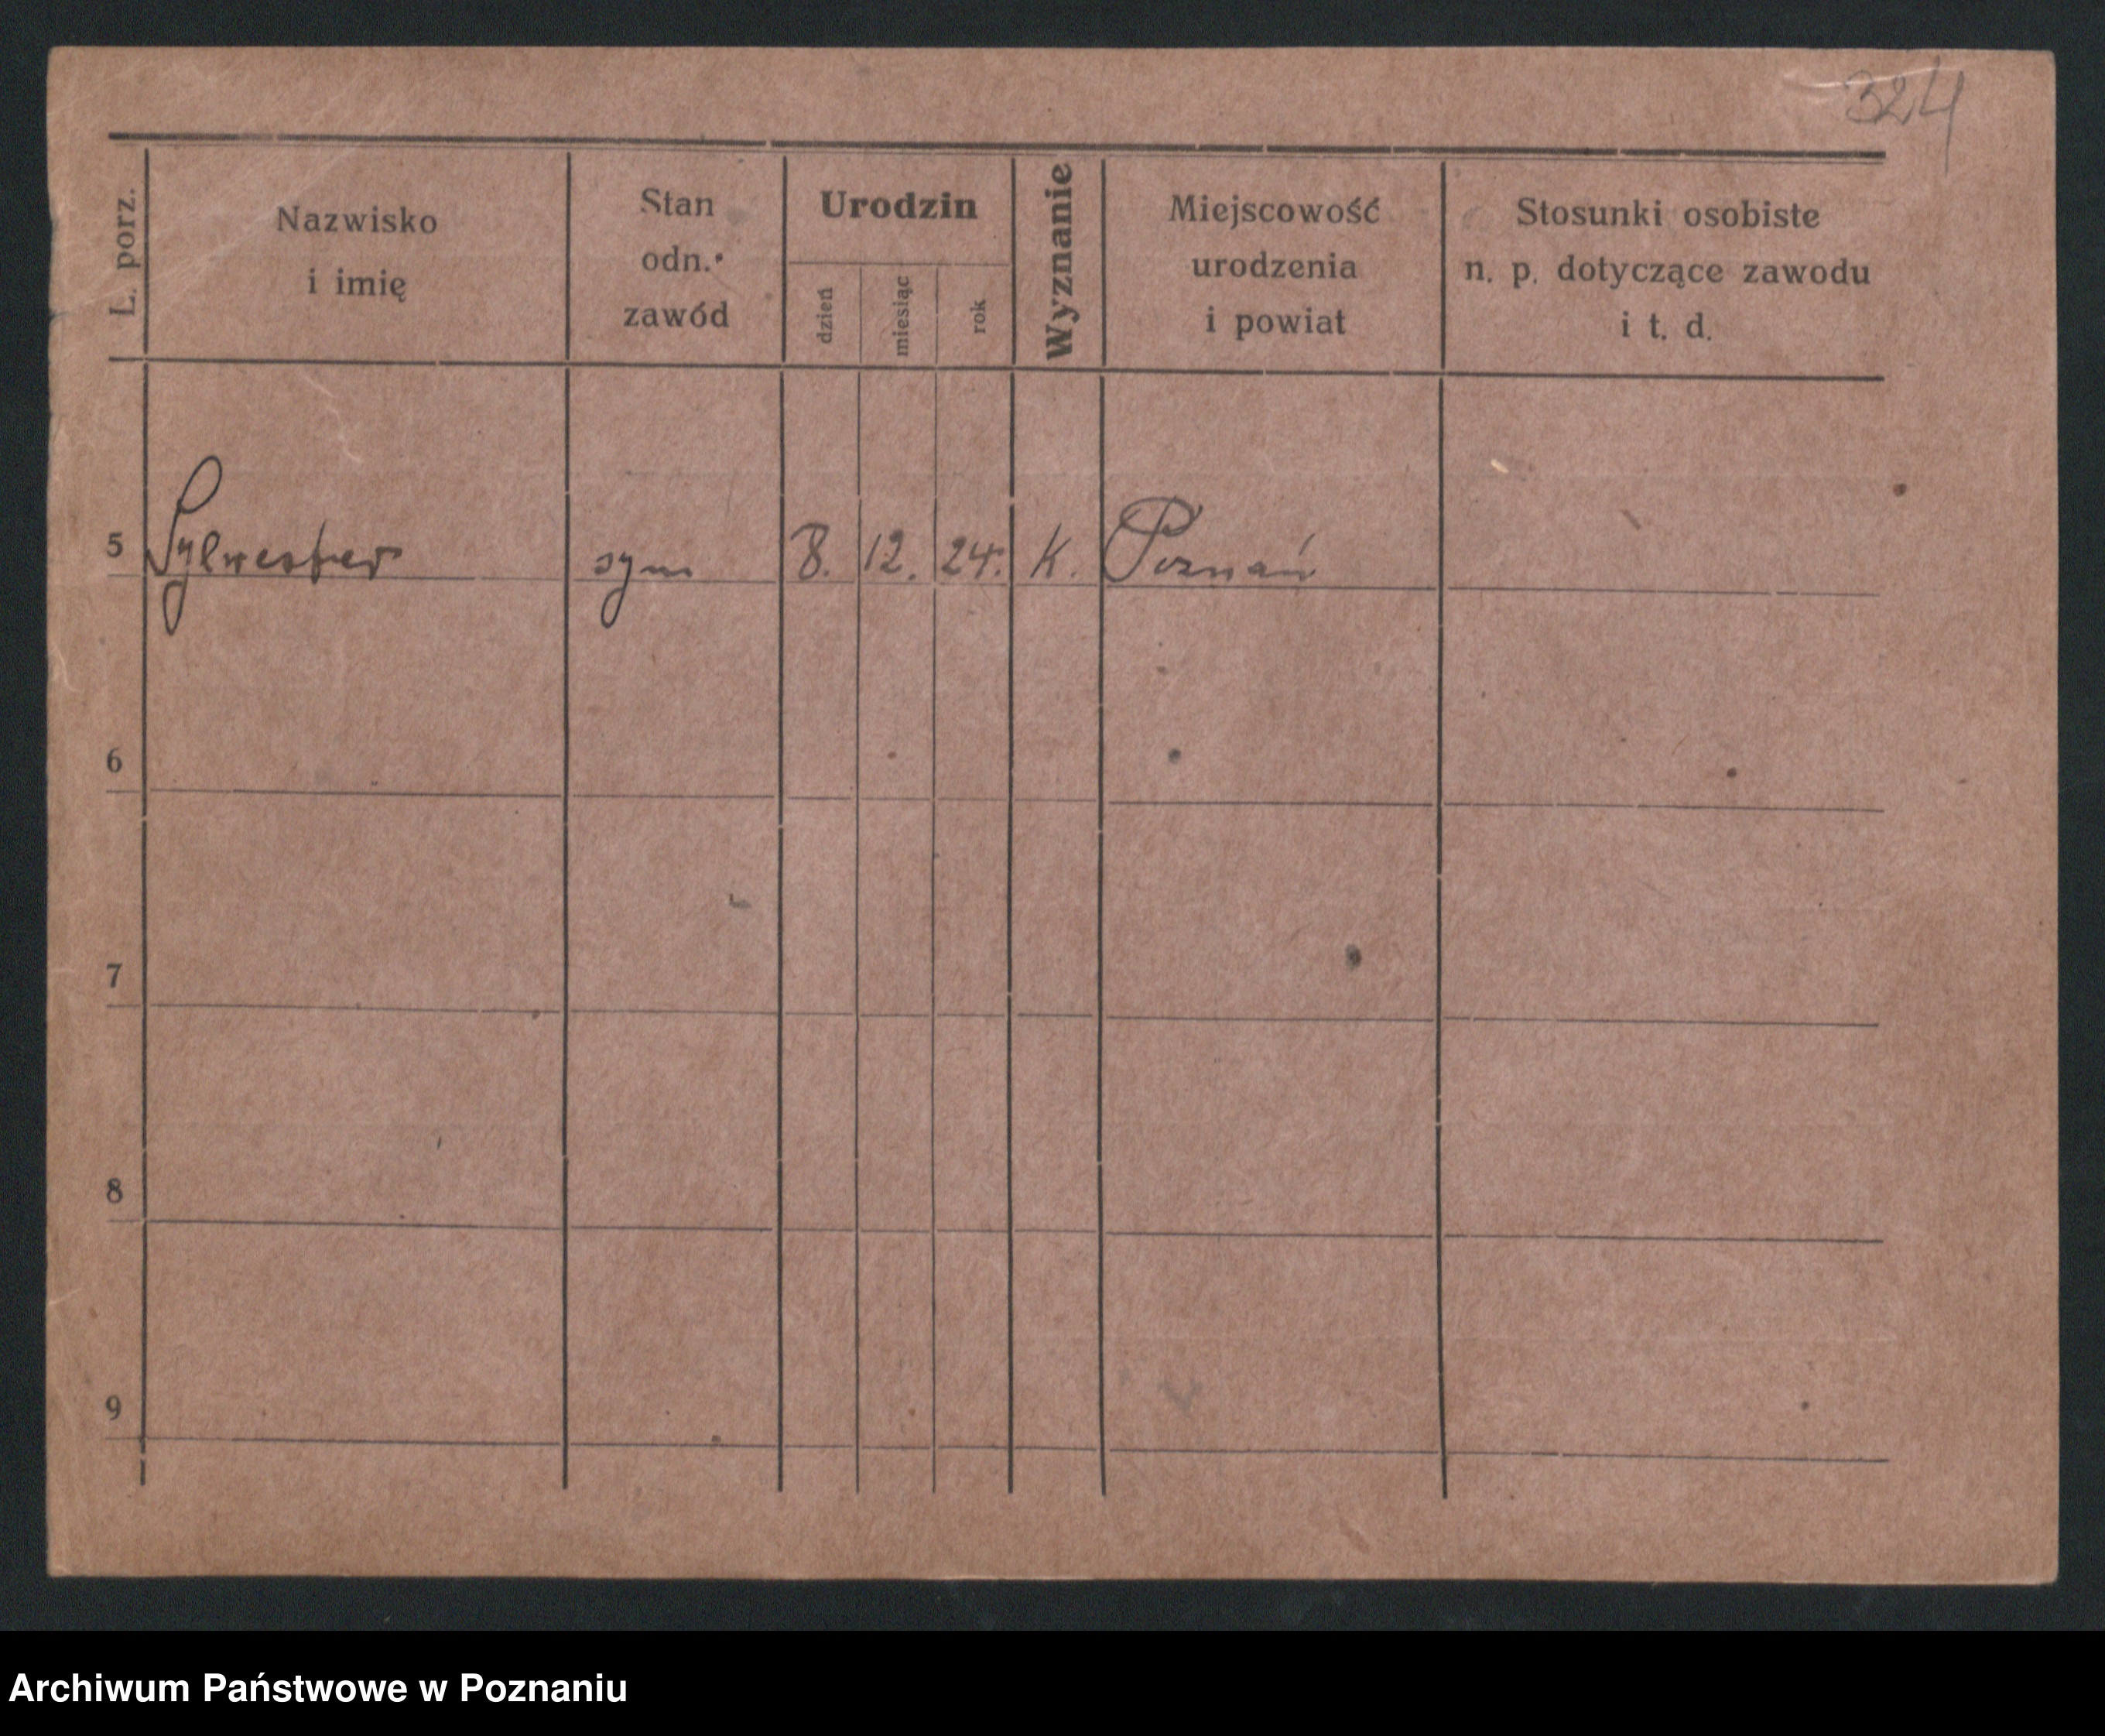 324
L. porz.
Nazwisko
i imię
Stan
odn.
zawód
Urodzin
dzień
miesiąc
rok
Wyznanie
Miejscowość
urodzenia
i powiat
Stosunki osobiste
n. p. dotyczące zawodu
i t. d.
5 Sylwester syn 8. 12. 24. K. Poznań
6
7
8
9
Archiwum Państwowe w Poznaniu